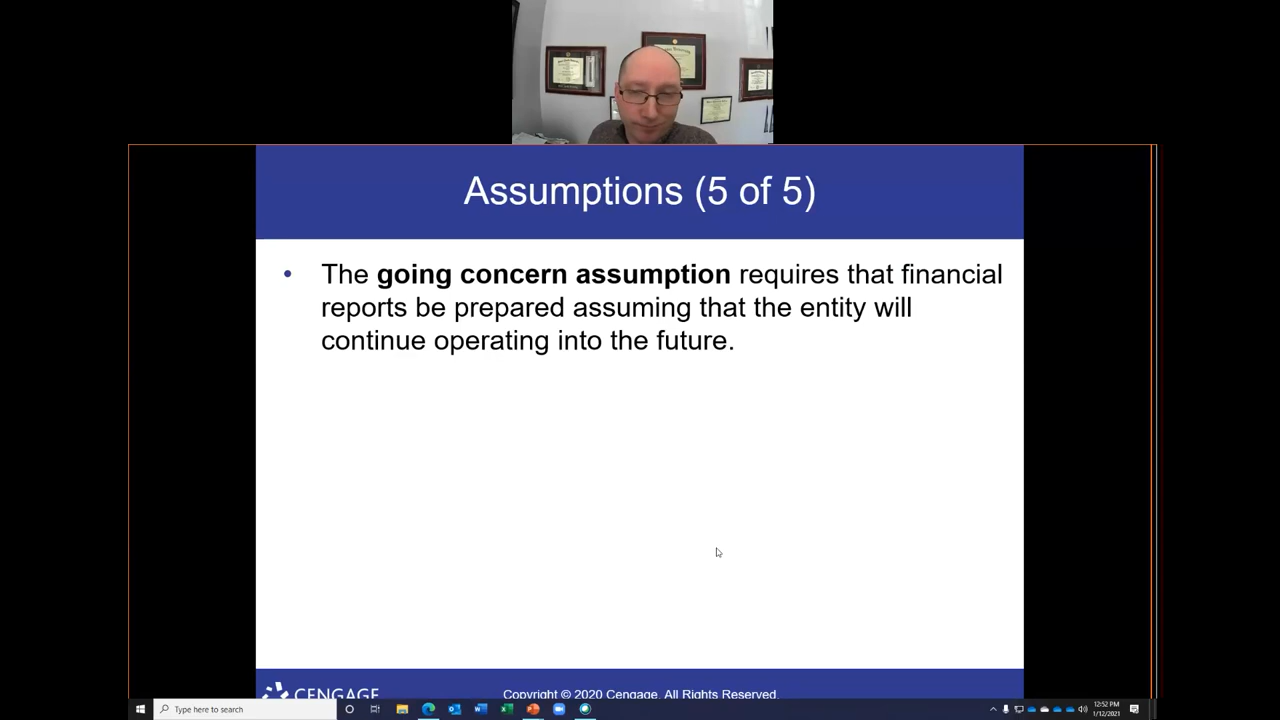 Assumptions (5 of 5)
• The going concern assumption requires that financial
reports be prepared assuming that the entity will
continue operating into the future.
CENGAGE
Copyright © 2020 Cengage. All Rights Reserved.
Type here to search
12:52 PM
1/12/2021